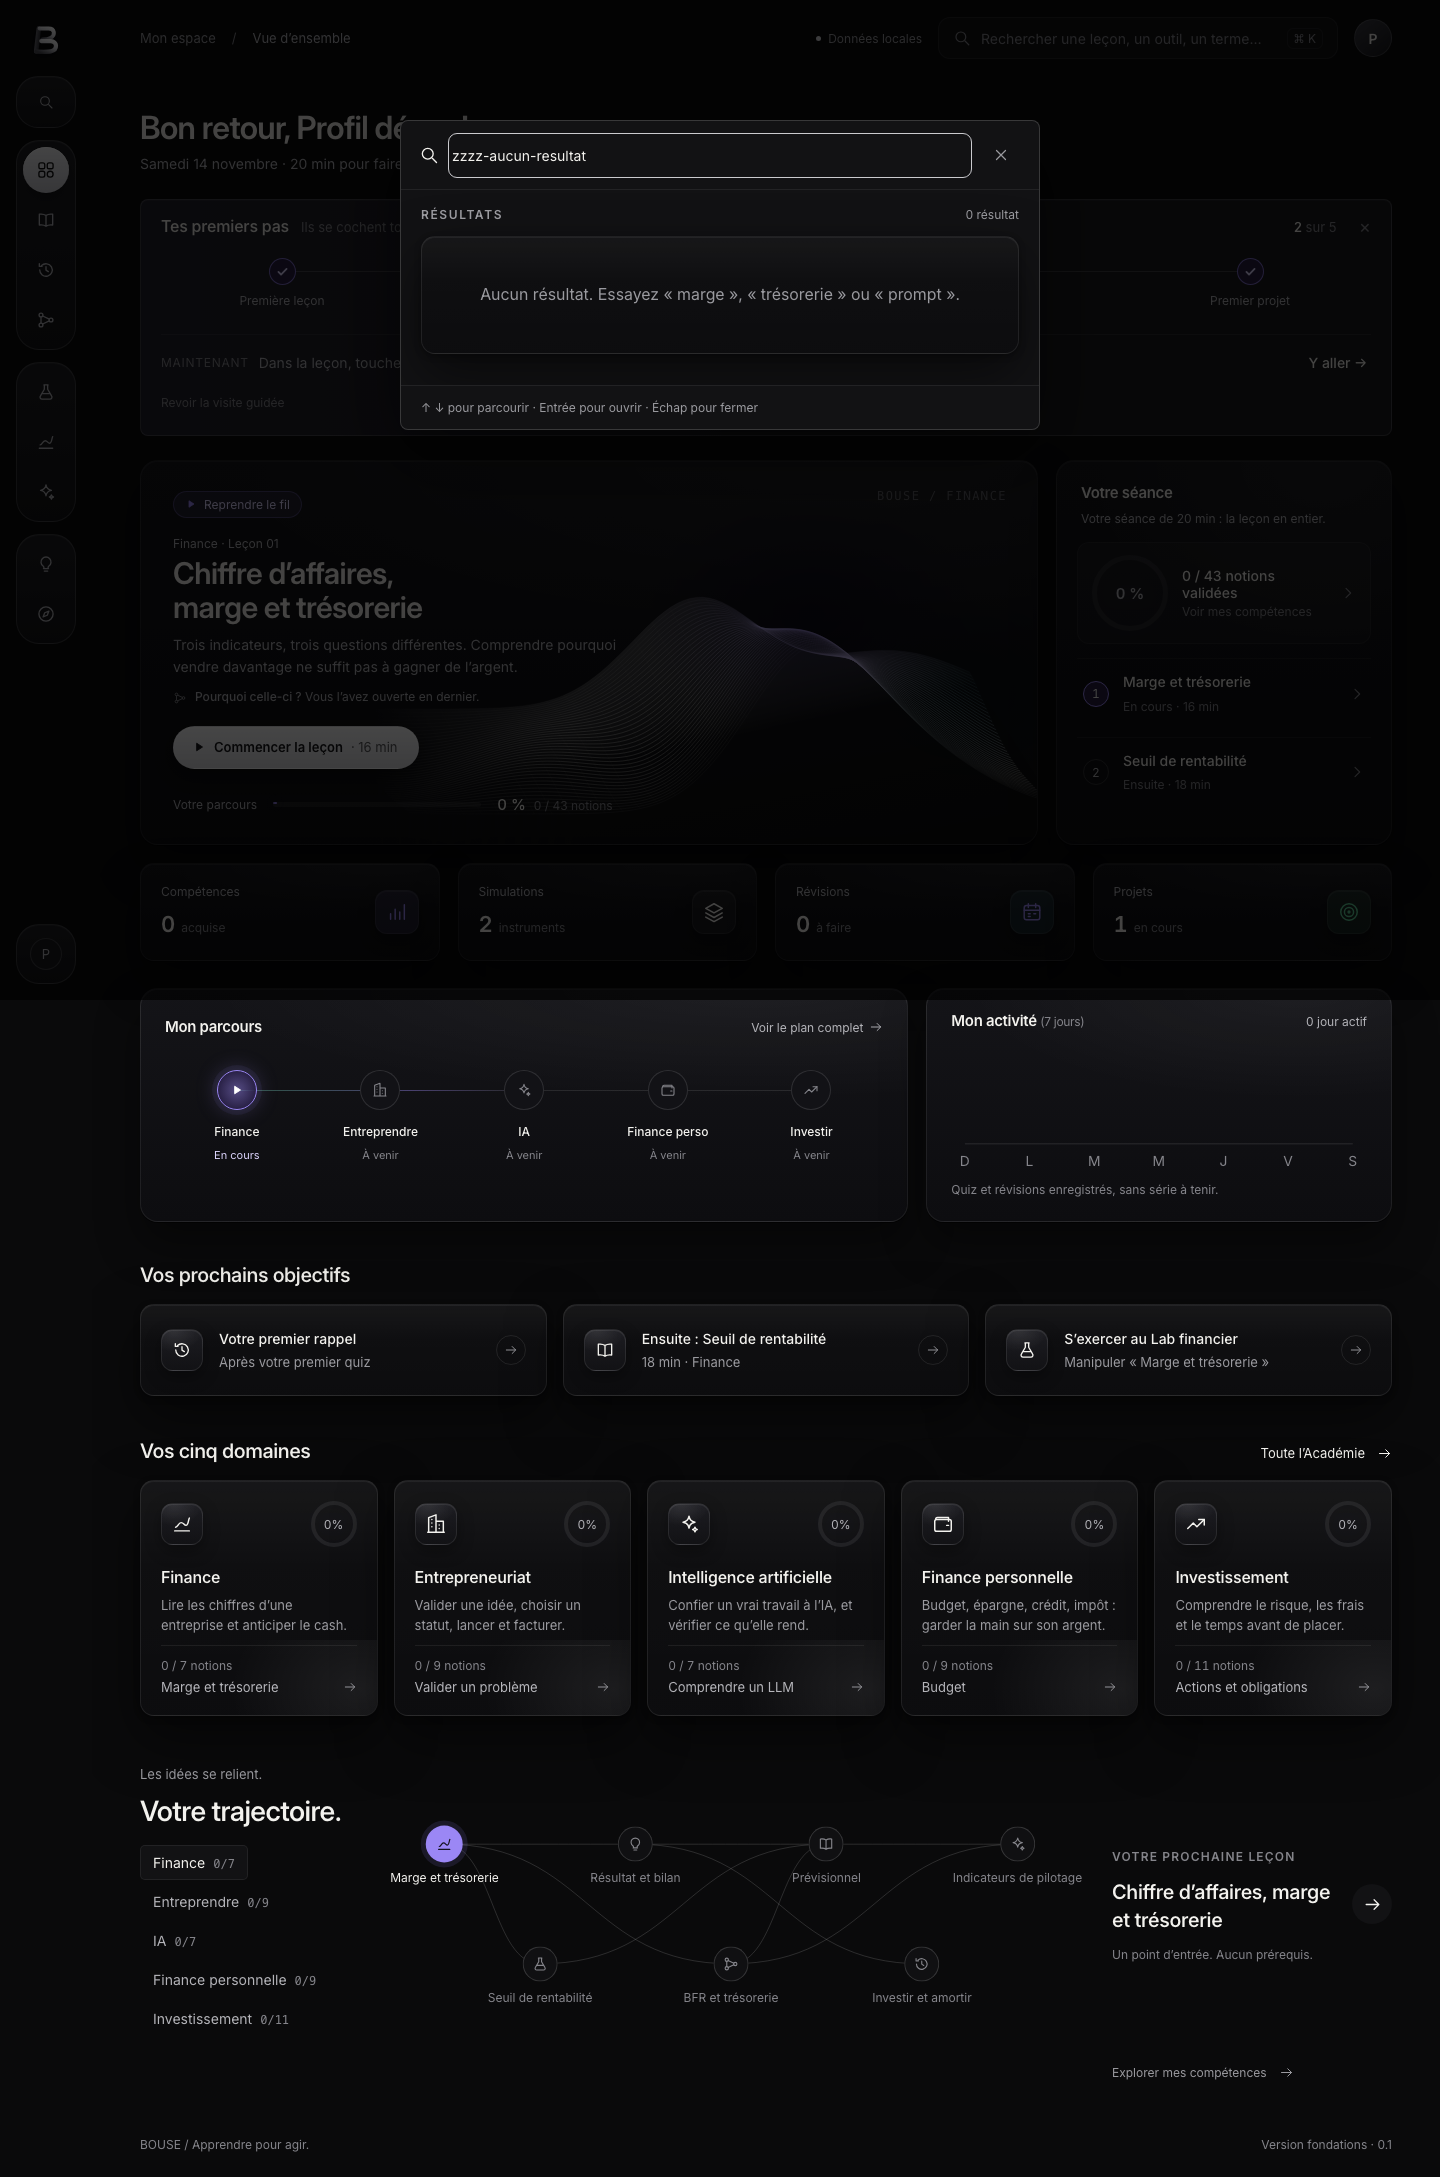 B
Mon espace / Vue d’ensemble
Données locales
Rechercher une leçon, un outil, un terme...
⌘ K
P
Bon retour, Profil
Samedi 14 novembre · 20 min pour faire
zzzz-aucun-resultat
RÉSULTATS
0 résultat
Aucun résultat. Essayez « marge », « trésorerie » ou « prompt ».
↑ ↓ pour parcourir · Entrée pour ouvrir · Échap pour fermer
Tes premiers pas Ils se cochent
2 sur 5
Première leçon
Premier projet
MAINTENANT Dans la leçon, touche
Y aller →
Revoir la visite guidée
Reprendre le fil
BOUSE / FINANCE
Finance · Leçon 01
Chiffre d’affaires,
marge et trésorerie
Trois indicateurs, trois questions différentes. Comprendre pourquoi
vendre davantage ne suffit pas à gagner de l’argent.
Pourquoi celle-ci ? Vous l’avez ouverte en dernier.
Commencer la leçon · 16 min
Votre parcours
0 % 0 / 43 notions
Votre séance
Votre séance de 20 min : la leçon en entier.
0 %
0 / 43 notions
validées
Voir mes compétences
1
Marge et trésorerie
En cours · 16 min
2
Seuil de rentabilité
Ensuite · 18 min
Compétences
0 acquise
Simulations
2 instruments
Révisions
0 à faire
Projets
1 en cours
P
Mon parcours
Voir le plan complet →
Finance
En cours
Entreprendre
À venir
IA
À venir
Finance perso
À venir
Investir
À venir
Mon activité (7 jours)
0 jour actif
D L M M J V S
Quiz et révisions enregistrés, sans série à tenir.
Vos prochains objectifs
Votre premier rappel
Après votre premier quiz
Ensuite : Seuil de rentabilité
18 min · Finance
S’exercer au Lab financier
Manipuler « Marge et trésorerie »
Vos cinq domaines
Toute l’Académie →
0%
Finance
Lire les chiffres d’une
entreprise et anticiper le cash.
0 / 7 notions
Marge et trésorerie →
0%
Entrepreneuriat
Valider une idée, choisir un
statut, lancer et facturer.
0 / 9 notions
Valider un problème →
0%
Intelligence artificielle
Confier un vrai travail à l’IA, et
vérifier ce qu’elle rend.
0 / 7 notions
Comprendre un LLM →
0%
Finance personnelle
Budget, épargne, crédit, impôt :
garder la main sur son argent.
0 / 9 notions
Budget →
0%
Investissement
Comprendre le risque, les frais
et le temps avant de placer.
0 / 11 notions
Actions et obligations →
Les idées se relient.
Votre trajectoire.
Finance 0/7
Entreprendre 0/9
IA 0/7
Finance personnelle 0/9
Investissement 0/11
Marge et trésorerie
Résultat et bilan
Prévisionnel
Indicateurs de pilotage
Seuil de rentabilité
BFR et trésorerie
Investir et amortir
VOTRE PROCHAINE LEÇON
Chiffre d’affaires, marge
et trésorerie
→
Un point d’entrée. Aucun prérequis.
Explorer mes compétences →
BOUSE / Apprendre pour agir.
Version fondations · 0.1